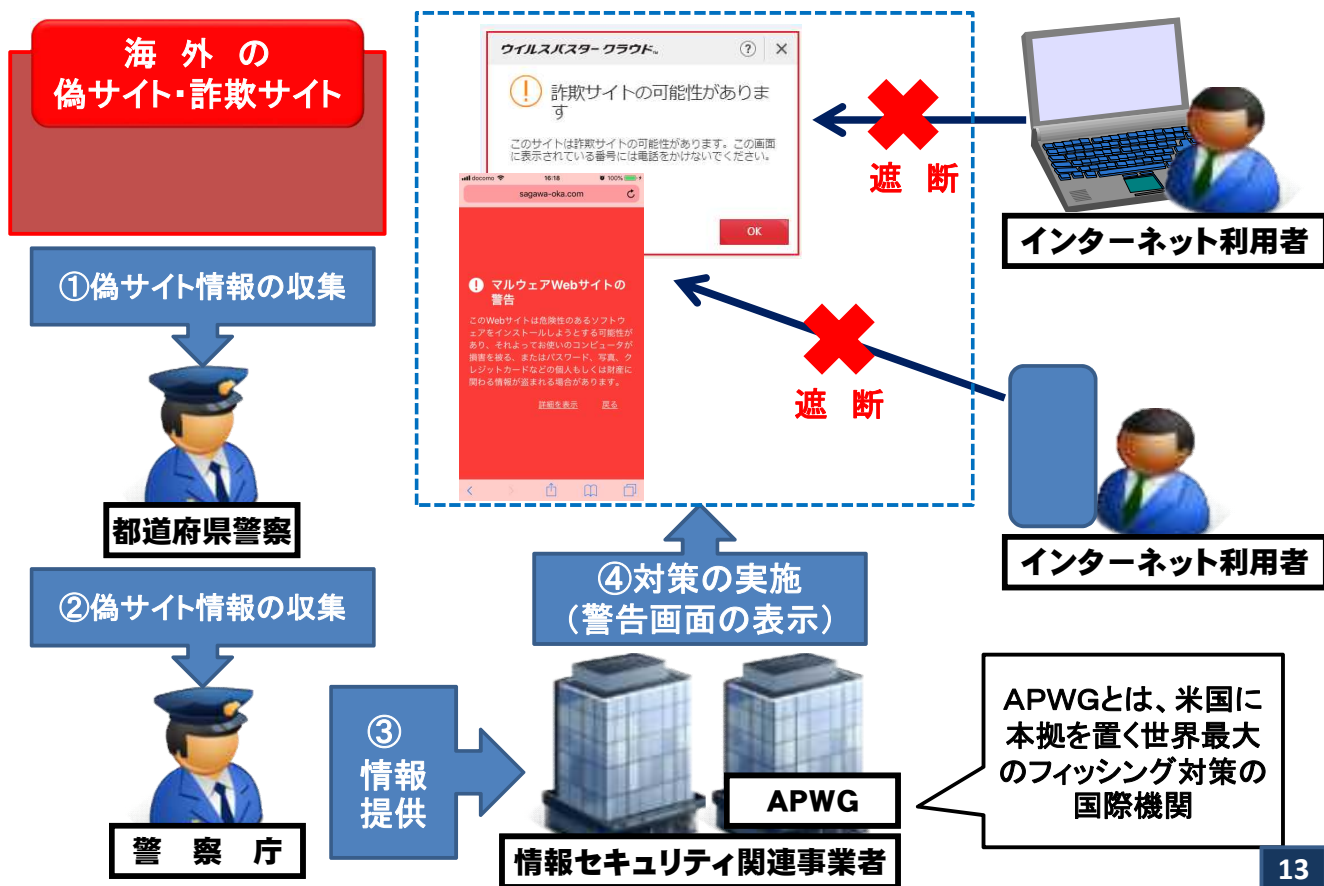 海 外 の
偽サイト・詐欺サイト
①偽サイト情報の収集
都道府県警察
②偽サイト情報の収集
警 察 庁
③
情報
提供
ウイルスバスター クラウド™
?
×
! 詐欺サイトの可能性がありま
す
このサイトは詐欺サイトの可能性があります。この画面
に表示されている番号には電話をかけないでください。
OK
docomo 16:18 100%
sagawa-oka.com
! マルウェアWebサイトの
警告
このWebサイトは危険性のあるソフトウ
ェアをインストールしようとする可能性が
あり、それよってお使いのコンピュータが
損害を被る、またはパスワード、写真、ク
レジットカードなどの個人もしくは財産に
関わる情報が盗まれる場合があります。
詳細を表示 戻る
遮 断
インターネット利用者
遮 断
インターネット利用者
④対策の実施
（警告画面の表示）
APWG
情報セキュリティ関連事業者
APWGとは、米国に
本拠を置く世界最大
のフィッシング対策の
国際機関
13